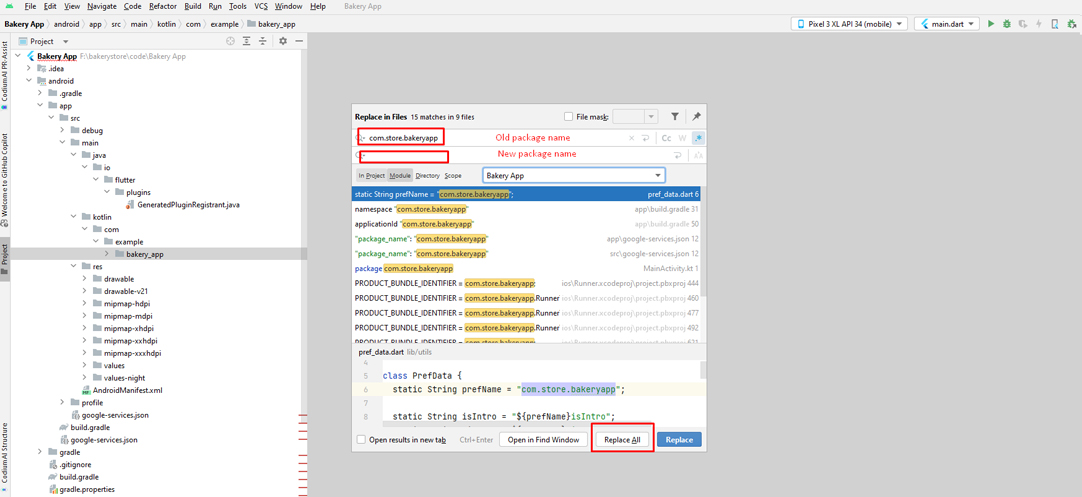 File Edit View Navigate Code Refactor Build Run Tools VCS Window Help Bakery App
Bakery App android app src main kotlin com example bakery_app
Pixel 3 XL API 34 (mobile) main.dart
Project
Bakery App F:\bakerystore\code\Bakery App
.idea
android
.gradle
app
src
debug
main
java
io
flutter
plugins
GeneratedPluginRegistrant.java
kotlin
com
example
bakery_app
res
drawable
drawable-v21
mipmap-hdpi
mipmap-mdpi
mipmap-xhdpi
mipmap-xxhdpi
mipmap-xxxhdpi
values
values-night
AndroidManifest.xml
profile
google-services.json
build.gradle
google-services.json
gradle
.gitignore
build.gradle
gradle.properties
CodiumAI PR-Assist
Welcome to GitHub Copilot
Project
CodiumAI Structure
Replace in Files 15 matches in 9 files File mask:
com.store.bakeryapp Old package name Cc W .*
New package name
In Project Module Directory Scope Bakery App
static String prefName = "com.store.bakeryapp"; pref_data.dart 6
namespace "com.store.bakeryapp" app\build.gradle 31
applicationId "com.store.bakeryapp" app\build.gradle 50
"package_name": "com.store.bakeryapp" app\google-services.json 12
"package_name": "com.store.bakeryapp" src\google-services.json 12
package com.store.bakeryapp MainActivity.kt 1
PRODUCT_BUNDLE_IDENTIFIER = com.store.bakeryapp; ios\Runner.xcodeproj\project.pbxproj 444
PRODUCT_BUNDLE_IDENTIFIER = com.store.bakeryapp.Runner ios\Runner.xcodeproj\project.pbxproj 460
PRODUCT_BUNDLE_IDENTIFIER = com.store.bakeryapp.Runner ios\Runner.xcodeproj\project.pbxproj 477
PRODUCT_BUNDLE_IDENTIFIER = com.store.bakeryapp.Runner ios\Runner.xcodeproj\project.pbxproj 492
PRODUCT_BUNDLE_IDENTIFIER = com.store.bakeryapp ios\Runner.xcodeproj\project.pbxproj
pref_data.dart lib/utils
4
5 class PrefData {
6 static String prefName = "com.store.bakeryapp";
7
8 static String isIntro = "${prefName}isIntro";
Open results in new tab Ctrl+Enter Open in Find Window Replace All Replace